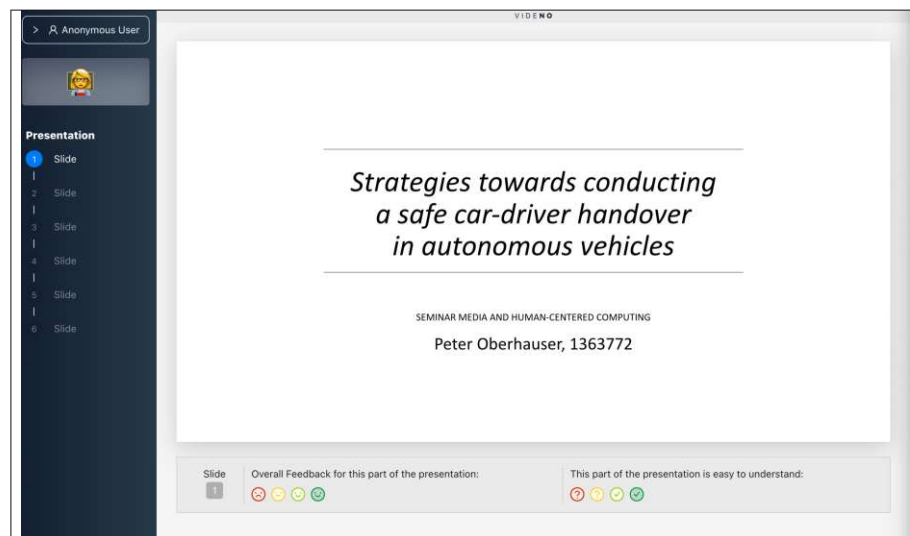 VIDENO
> Anonymous User
Presentation
1 Slide
2 Slide
3 Slide
4 Slide
5 Slide
6 Slide
Strategies towards conducting
a safe car-driver handover
in autonomous vehicles
SEMINAR MEDIA AND HUMAN-CENTERED COMPUTING
Peter Oberhauser, 1363772
Slide
1
Overall Feedback for this part of the presentation:
This part of the presentation is easy to understand: